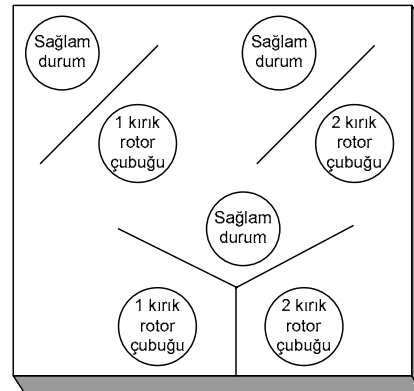 Sağlam
durum
1 kırık
rotor
çubuğu
Sağlam
durum
2 kırık
rotor
çubuğu
Sağlam
durum
1 kırık
rotor
çubuğu
2 kırık
rotor
çubuğu